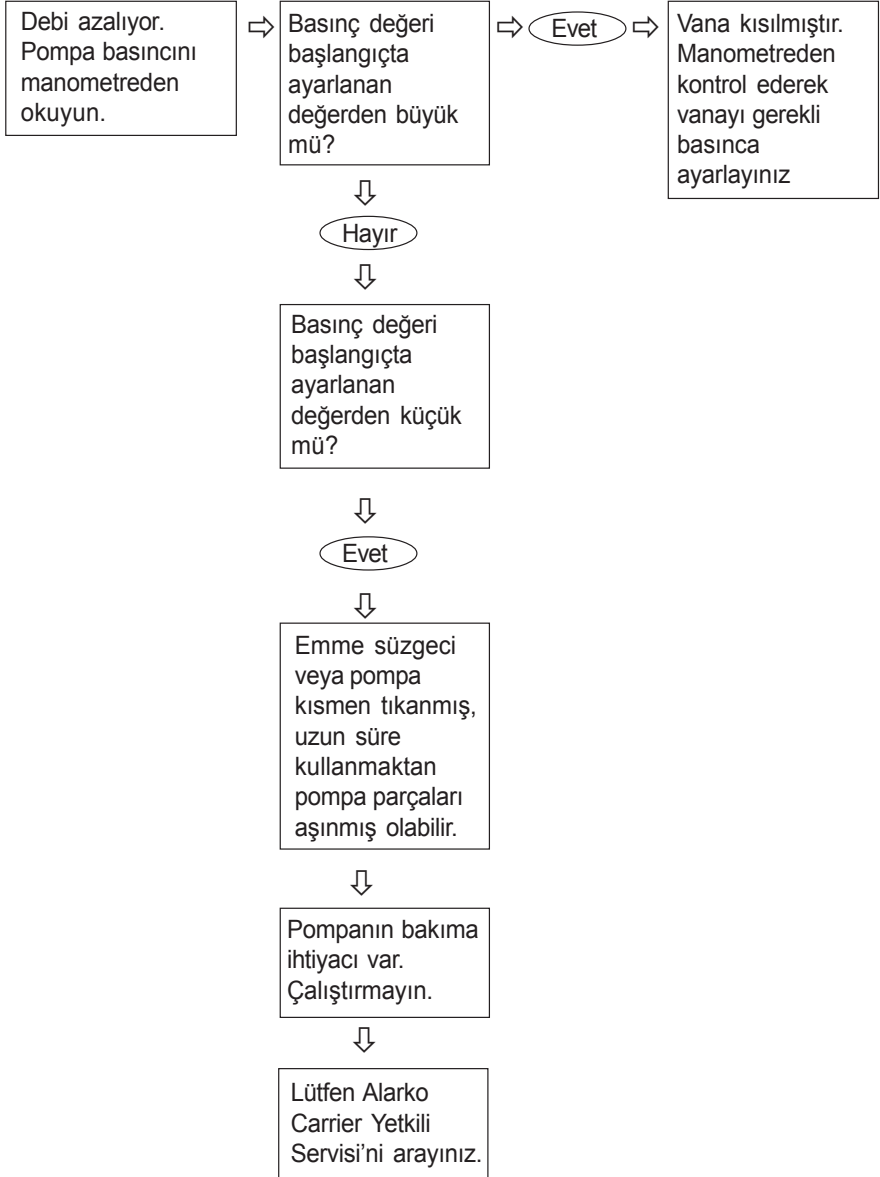 Debi azalıyor.
Pompa basıncını
manometreden
okuyun.
Basınç değeri
başlangıçta
ayarlanan
değerden büyük
mü?
Evet
Vana kısılmıştır.
Manometreden
kontrol ederek
vanayı gerekli
basınca
ayarlayınız
Hayır
Basınç değeri
başlangıçta
ayarlanan
değerden küçük
mü?
Evet
Emme süzgeci
veya pompa
kısmen tıkanmış,
uzun süre
kullanmaktan
pompa parçaları
aşınmış olabilir.
Pompanın bakıma
ihtiyacı var.
Çalıştırmayın.
Lütfen Alarko
Carrier Yetkili
Servisi'ni arayınız.